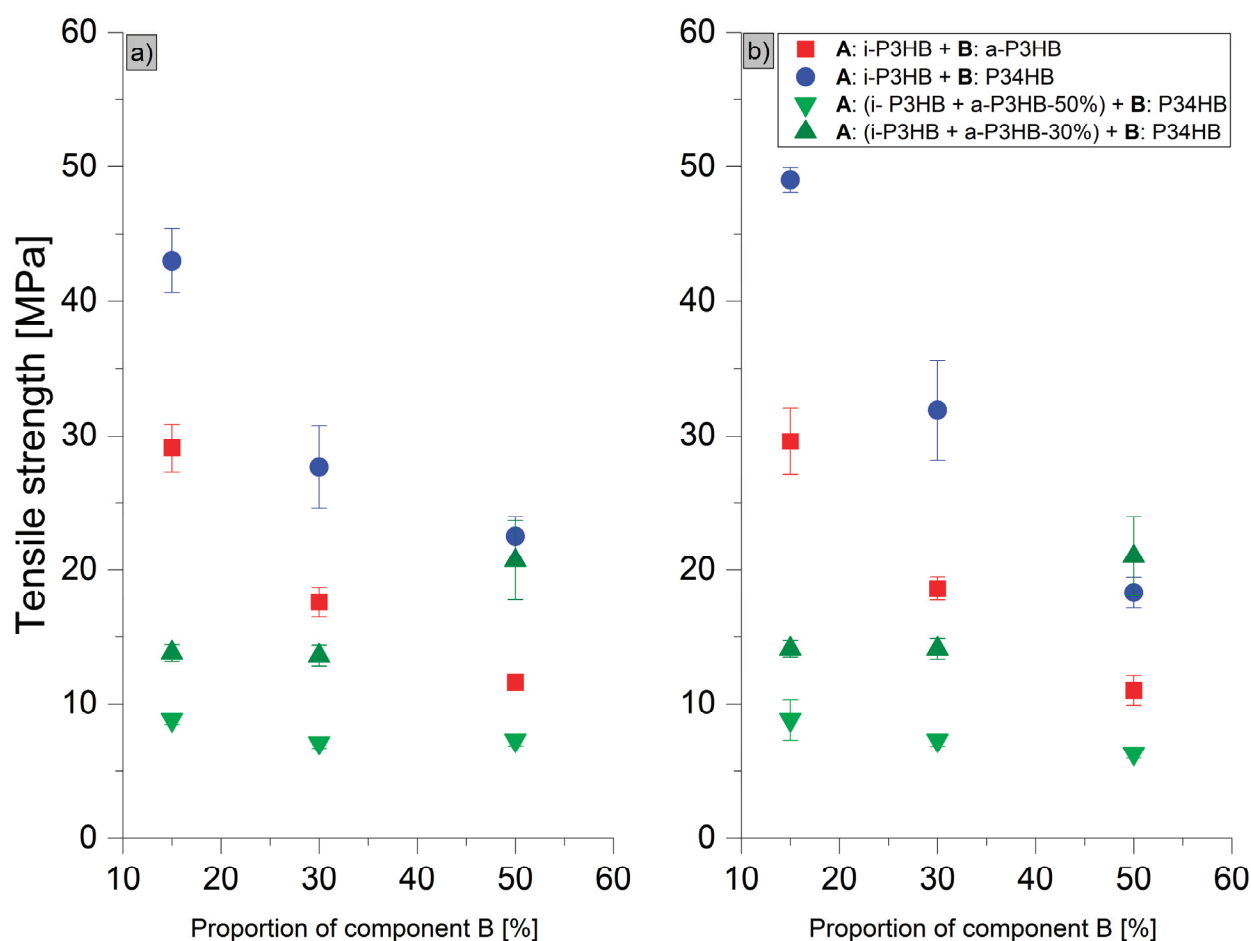 Tensile strength [MPa]
a)
60
50
40
30
20
10
0
10 20 30 40 50 60
Proportion of component B [%]
b)
A: i-P3HB + B: a-P3HB
A: i-P3HB + B: P34HB
A: (i- P3HB + a-P3HB-50%) + B: P34HB
A: (i-P3HB + a-P3HB-30%) + B: P34HB
60
50
40
30
20
10
0
10 20 30 40 50 60
Proportion of component B [%]